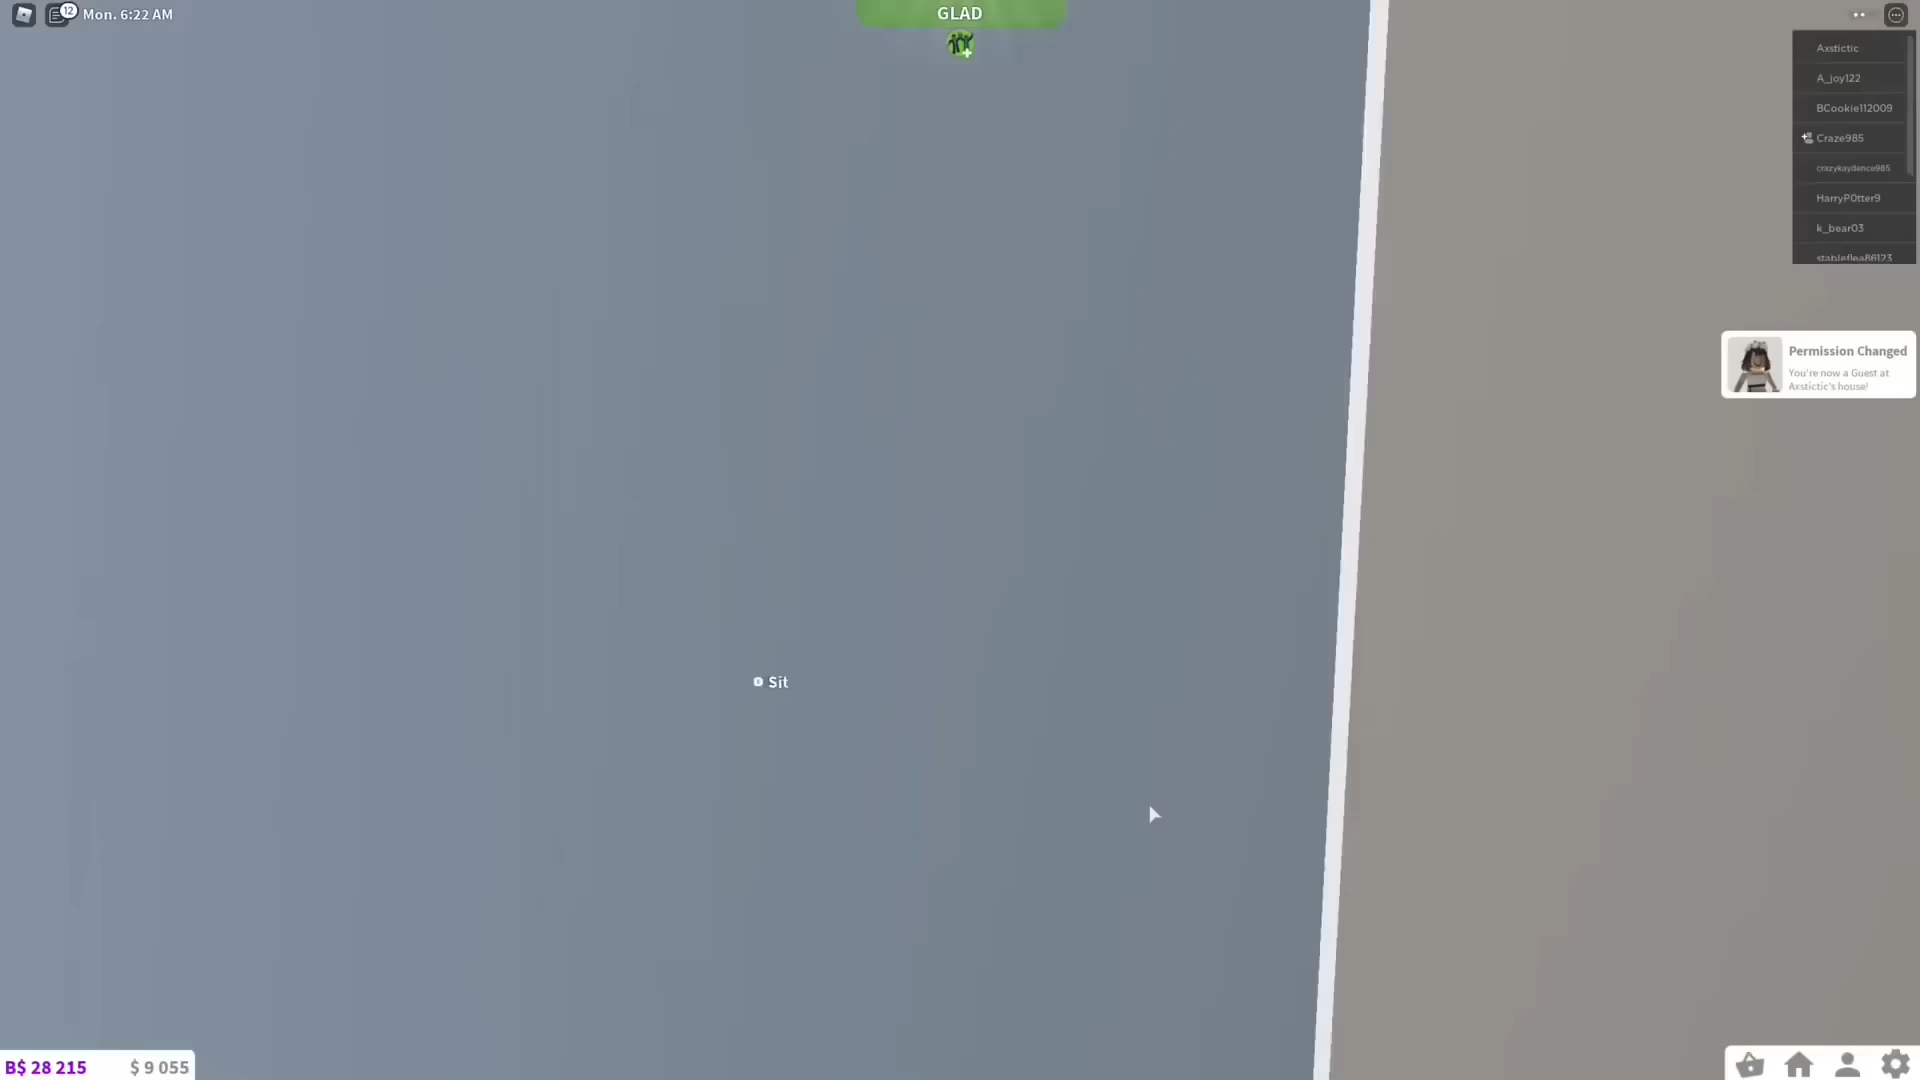 12
Mon. 6:22 AM
GLAD
Axstictic
A_joy122
BCookie112009
Craze985
crazykaydence985
HarryP0tter9
k_bear03
stableflea86123
Permission Changed
You're now a Guest at
Axstictic's house!
Sit
B$ 28 215
$ 9 055